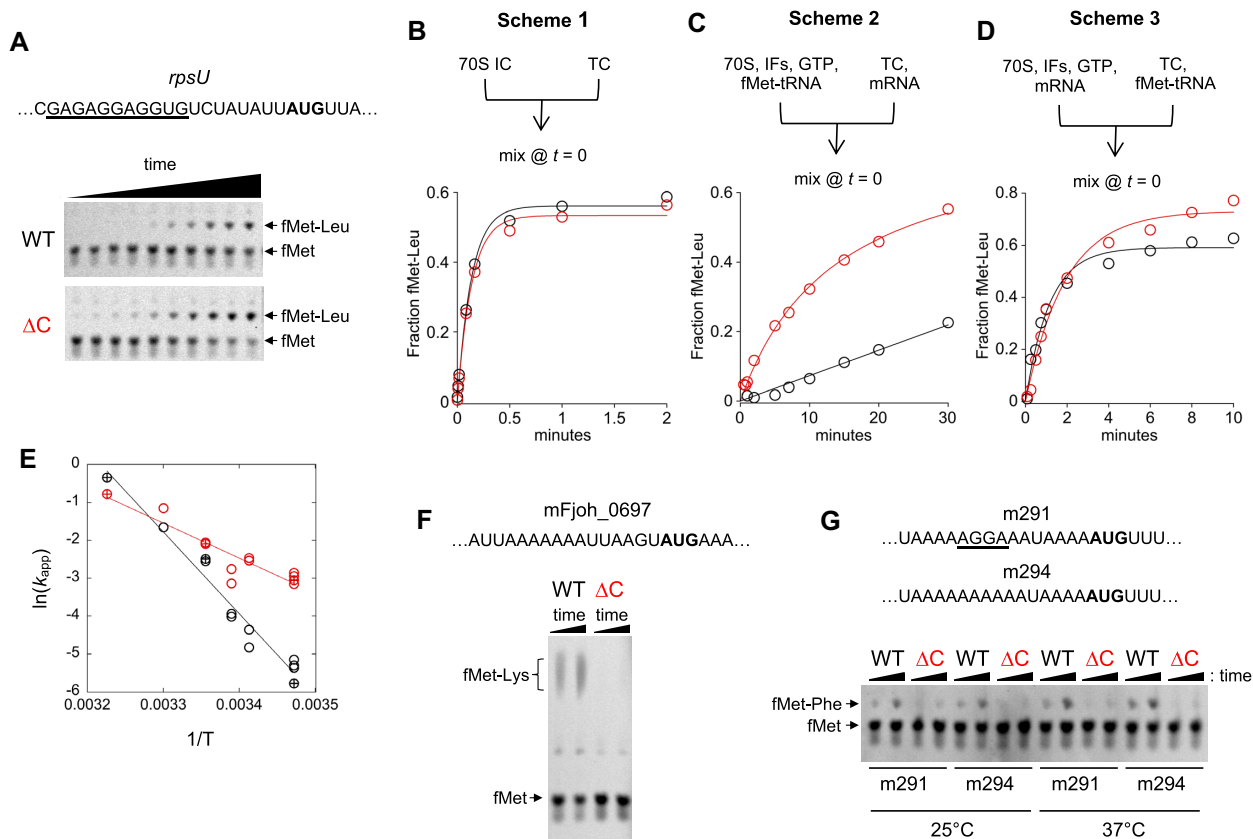 A
rpsU
...CGAGAGGAGGUGUCUAUAUUAUGUUA...
time
WT
fMet-Leu
fMet
ΔC
fMet-Leu
fMet
B
Scheme 1
70S IC
TC
mix @ t = 0
Fraction fMet-Leu
0.6
0.4
0.2
0
0
0.5
1
1.5
2
minutes
C
Scheme 2
70S, IFs, GTP,
fMet-tRNA
TC,
mRNA
mix @ t = 0
Fraction fMet-Leu
0.6
0.4
0.2
0
0
10
20
30
minutes
D
Scheme 3
70S, IFs, GTP,
mRNA
TC,
fMet-tRNA
mix @ t = 0
Fraction fMet-Leu
0.8
0.6
0.4
0.2
0
0
2
4
6
8
10
minutes
E
ln(kapp)
0
-1
-2
-3
-4
-5
-6
0.0032
0.0033
0.0034
0.0035
1/T
F
mFjoh_0697
...AUUAAAAAAAUUAAGUAUGAAA...
WT ΔC
time time
fMet-Lys
fMet
G
m291
...UAAAAAGGAAAUAAAAAUGUUU...
m294
...UAAAAAAAAAAUAAAAAUGUUU...
WT ΔC WT ΔC WT ΔC WT ΔC
: time
fMet-Phe
fMet
m291 m294 m291 m294
25°C 37°C